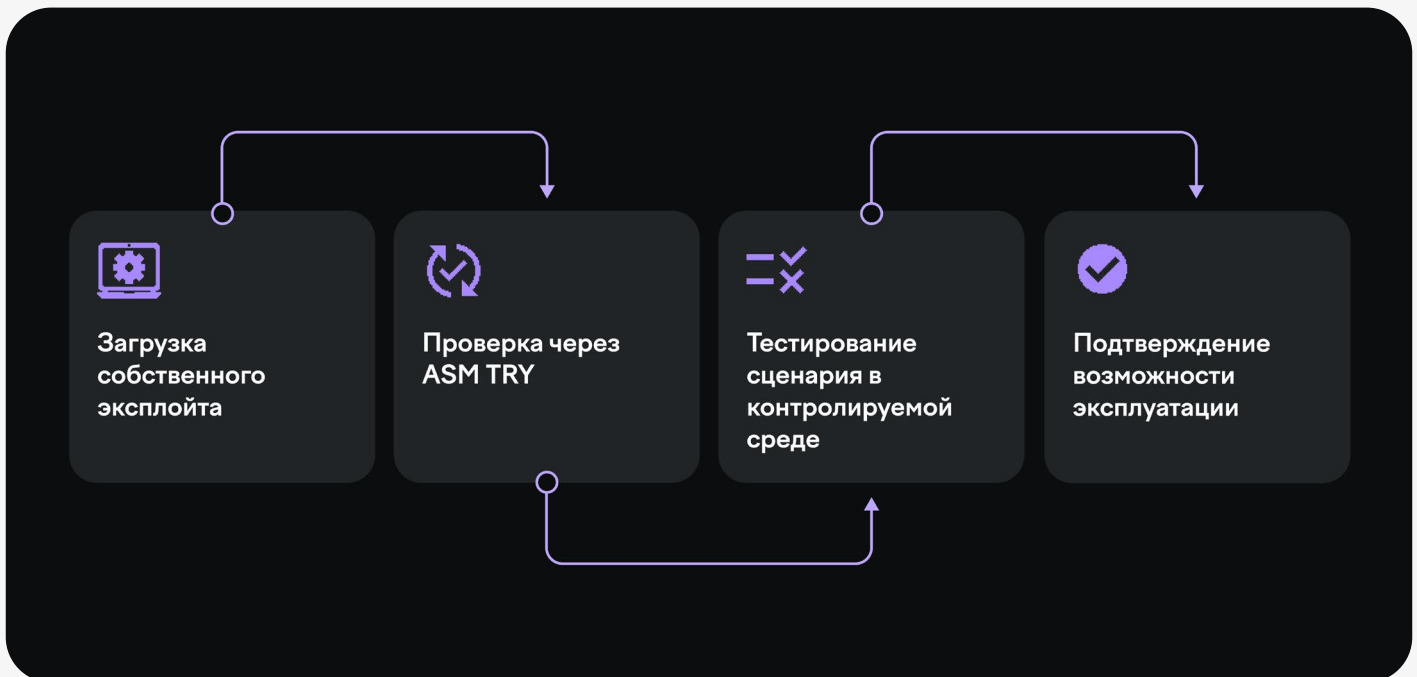 Загрузка
собственного
эксплойта
Проверка через
ASM TRY
Тестирование
сценария в
контролируемой
среде
Подтверждение
возможности
эксплуатации